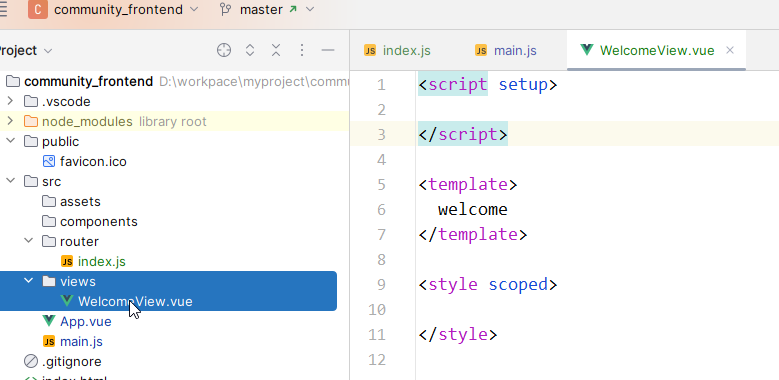 C community_frontend master
Project
index.js main.js WelcomeView.vue
community_frontend D:\workpace\myproject\commu
.vscode
node_modules library root
public
favicon.ico
src
assets
components
router
JS index.js
views
WelcomeView.vue
App.vue
JS main.js
.gitignore
index.html
1 <script setup>
2
3 </script>
4
5 <template>
6 welcome
7 </template>
8
9 <style scoped>
10
11 </style>
12